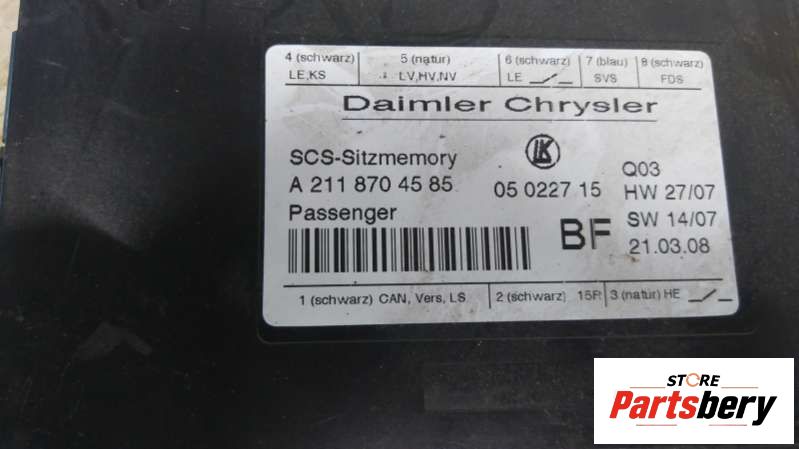 4 (schwarz) 5 (natur) 6 (schwarz) 7 (blau) 8 (schwarz)
LE,KS LV,HV,NV LE SVS FDS
Daimler Chrysler
SCS-Sitzmemory LK Q03
A 211 870 45 85 05 0227 15 HW 27/07
Passenger BF SW 14/07
21.03.08
1 (schwarz) CAN, Vers, LS 2 (schwarz) 15R 3 (natur) HE
STORE
Partsbery